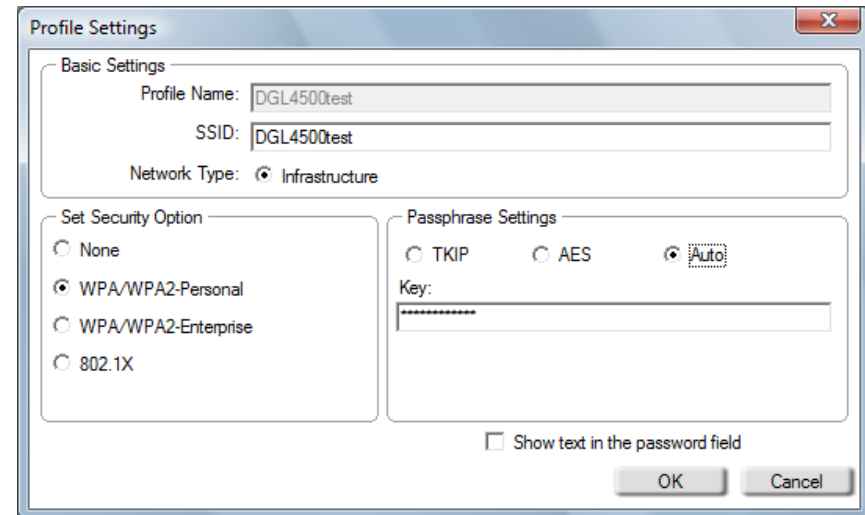 Profile Settings
Basic Settings
Profile Name: DGL4500test
SSID: DGL4500test
Network Type: Infrastructure
Set Security Option
None
WPA/WPA2-Personal
WPA/WPA2-Enterprise
802.1X
Passphrase Settings
TKIP AES Auto
Key:
************
Show text in the password field
OK Cancel